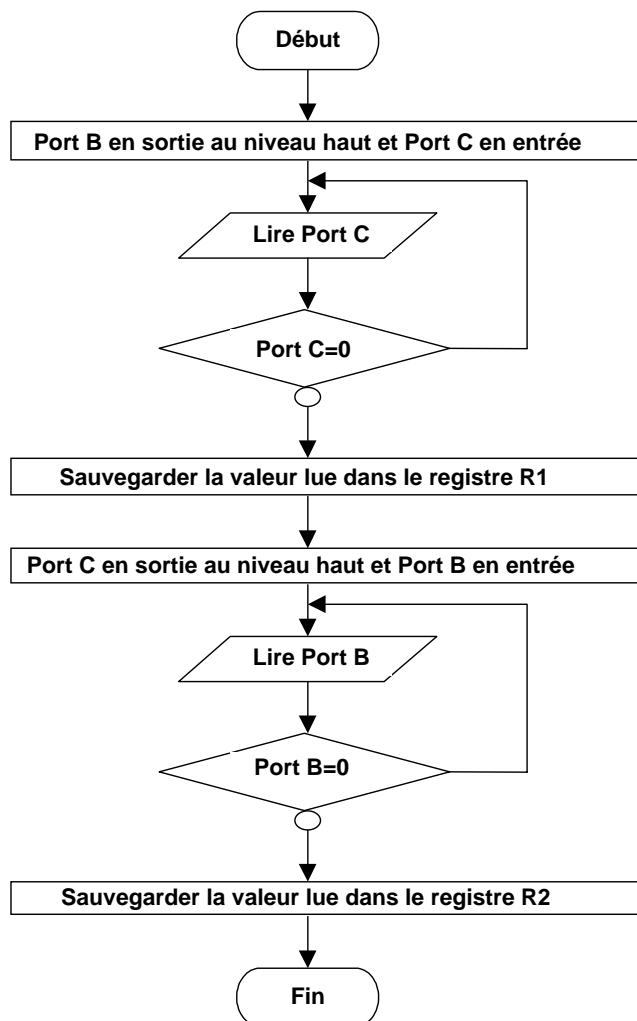 Début
Port B en sortie au niveau haut et Port C en entrée
Lire Port C
Port C=0
Sauvegarder la valeur lue dans le registre R1
Port C en sortie au niveau haut et Port B en entrée
Lire Port B
Port B=0
Sauvegarder la valeur lue dans le registre R2
Fin